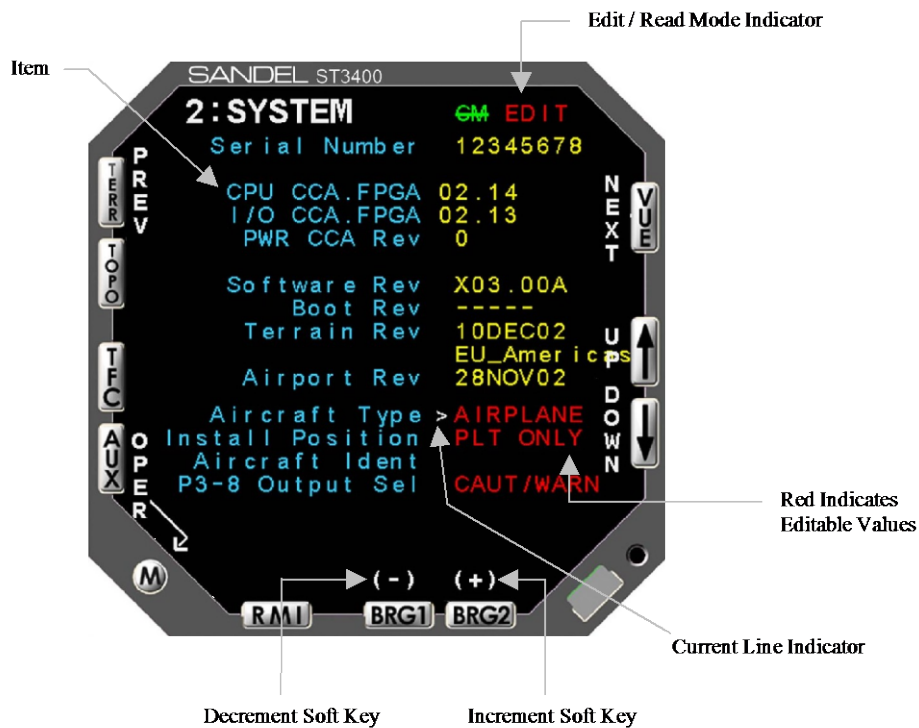 Edit / Read Mode Indicator
Item
SANDEL ST3400
2:SYSTEM GM EDIT
Serial Number 12345678
CPU CCA.FPGA 02.14
I/O CCA.FPGA 02.13
PWR CCA Rev 0
Software Rev X03.00A
Boot Rev -----
Terrain Rev 10DEC02
EU_Americas
Airport Rev 28NOV02
Aircraft Type >AIRPLANE
Install Position PLT ONLY
Aircraft Ident
P3-8 Output Sel CAUT/WARN
TERR
PREV
TOPO
TFC
AUX
OPER
M
NEXT
VUE
UP
DOWN
(-) (+)
RMI BRG1 BRG2
Red Indicates
Editable Values
Current Line Indicator
Decrement Soft Key
Increment Soft Key